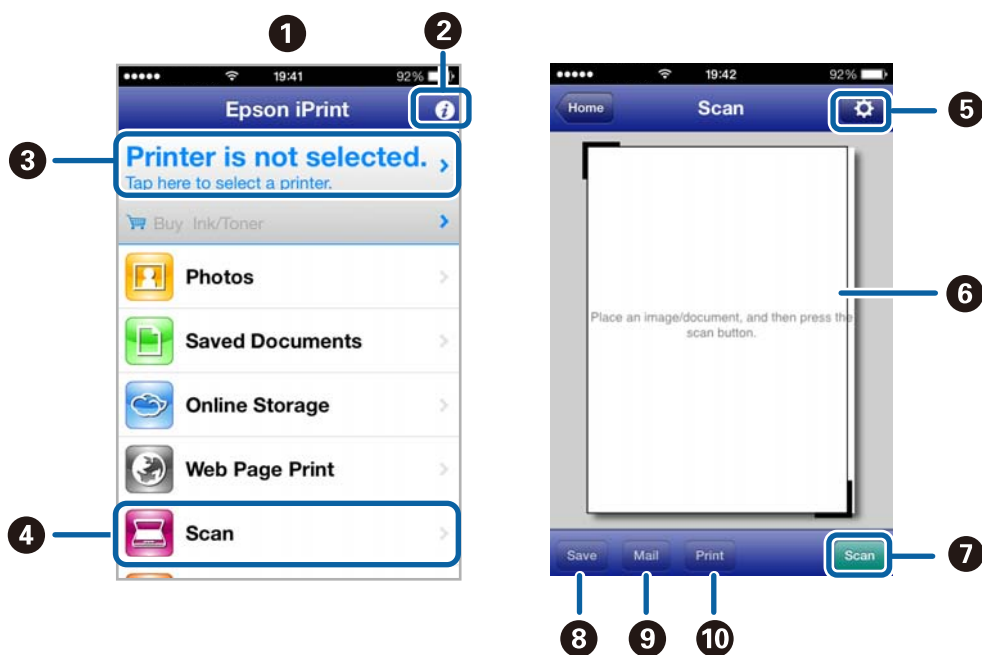 1
2
19:41
92%
Epson iPrint
i
3
Printer is not selected.
Tap here to select a printer.
Buy Ink/Toner
Photos
Saved Documents
Online Storage
Web Page Print
4
Scan
19:42
92%
Home
Scan
5
6
Place an image/document, and then press the
scan button.
Save
Mail
Print
Scan
7
8
9
10